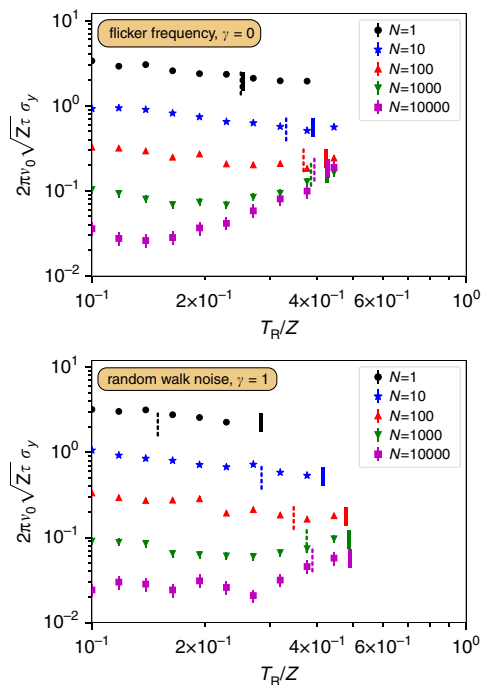 flicker frequency, γ = 0
N=1
N=10
N=100
N=1000
N=10000
10¹
10⁰
10⁻¹
10⁻²
2πν₀ √Zτ σ_y
10⁻¹ 2×10⁻¹ 4×10⁻¹ 6×10⁻¹ 10⁰
T_R/Z
random walk noise, γ = 1
N=1
N=10
N=100
N=1000
N=10000
10¹
10⁰
10⁻¹
10⁻²
2πν₀ √Zτ σ_y
10⁻¹ 2×10⁻¹ 4×10⁻¹ 6×10⁻¹ 10⁰
T_R/Z